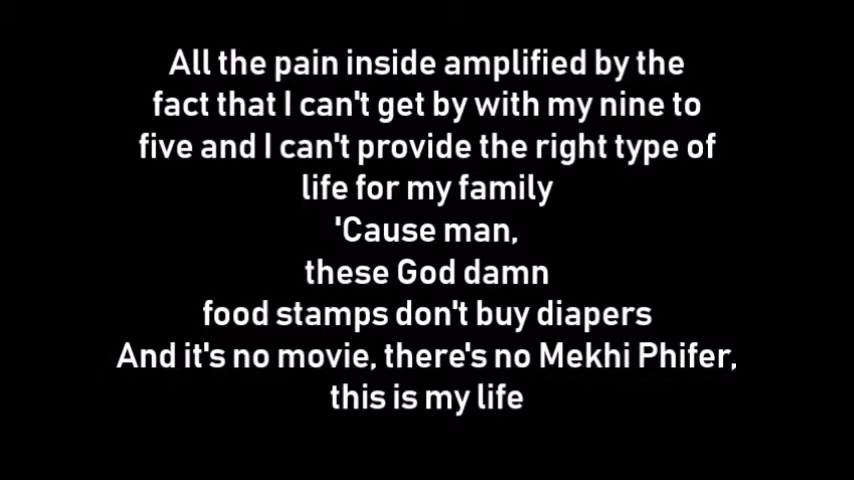 All the pain inside amplified by the
fact that I can't get by with my nine to
five and I can't provide the right type of
life for my family
'Cause man,
these God damn
food stamps don't buy diapers
And it's no movie, there's no Mekhi Phifer,
this is my life